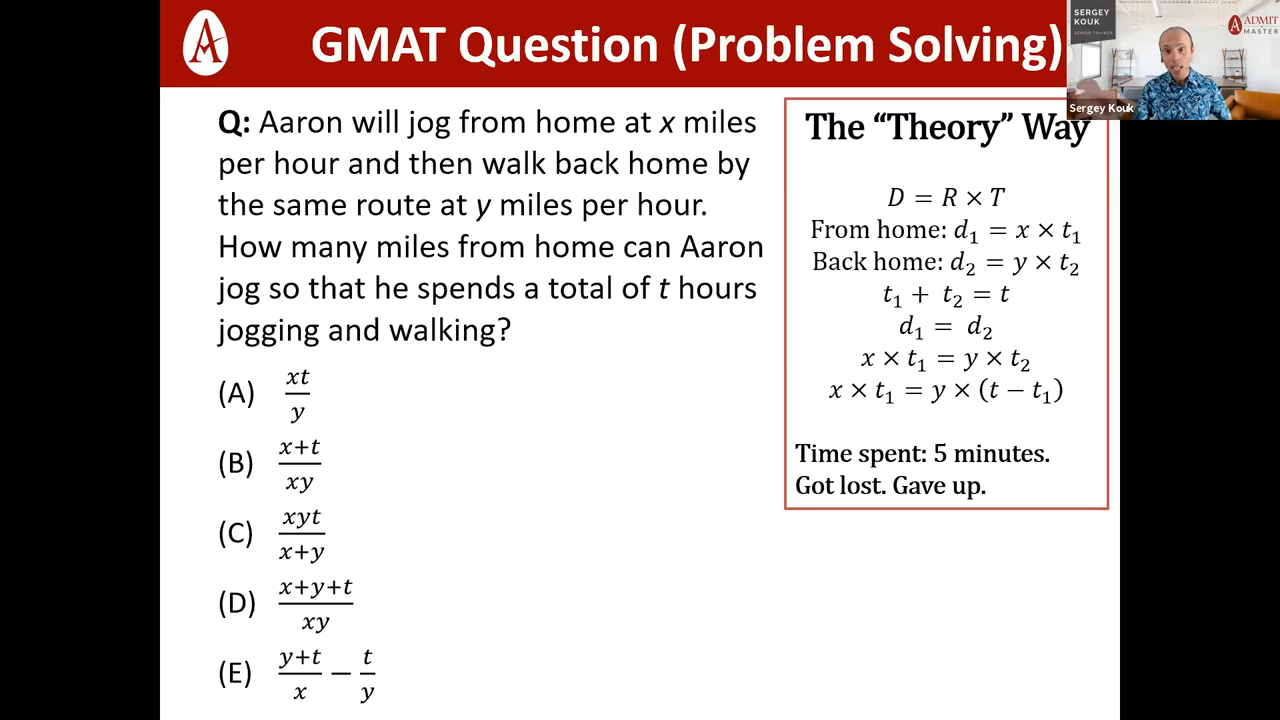 GMAT Question (Problem Solving)
SERGEY
KOUK
SENIOR TRAINER
ADMIT
MASTER
Sergey Kouk
Q: Aaron will jog from home at x miles
per hour and then walk back home by
the same route at y miles per hour.
How many miles from home can Aaron
jog so that he spends a total of t hours
jogging and walking?
(A) xt/y
(B) x+t/xy
(C) xyt/x+y
(D) x+y+t/xy
(E) y+t/x − t/y
The “Theory” Way
D = R × T
From home: d₁ = x × t₁
Back home: d₂ = y × t₂
t₁ + t₂ = t
d₁ = d₂
x × t₁ = y × t₂
x × t₁ = y × (t − t₁)
Time spent: 5 minutes.
Got lost. Gave up.